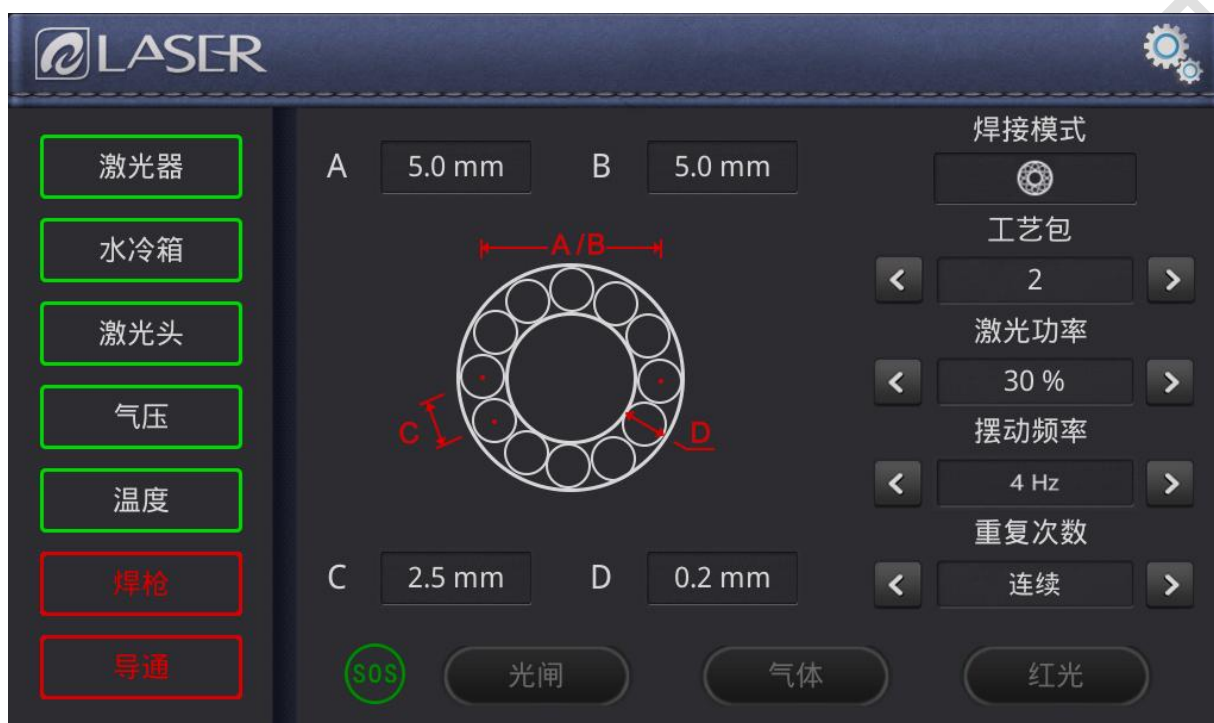 LASER
激光器
水冷箱
激光头
气压
温度
焊枪
导通
A 5.0 mm B 5.0 mm
A/B
C
D
C 2.5 mm D 0.2 mm
焊接模式
工艺包
< 2 >
激光功率
< 30 % >
摆动频率
< 4 Hz >
重复次数
< 连续 >
SOS 光闸 气体 红光